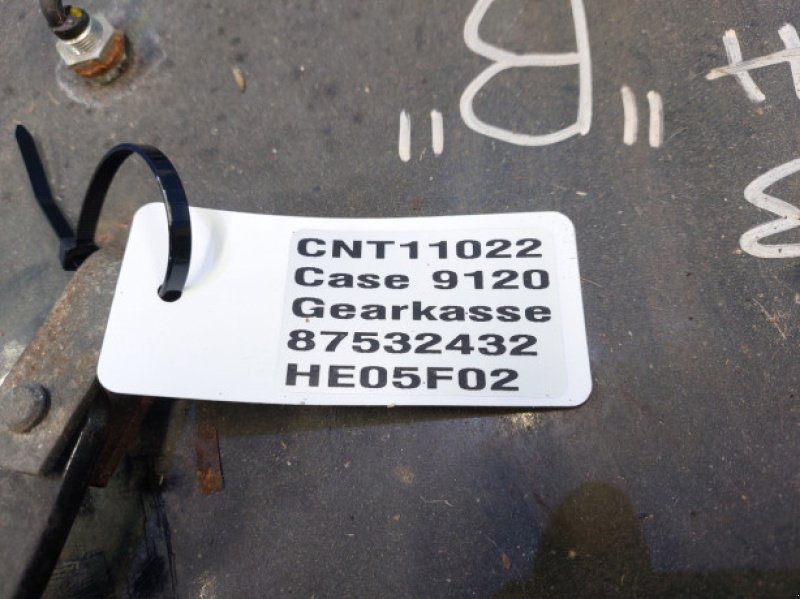 "B"
CNT11022
Case 9120
Gearkasse
87532432
HE05F02